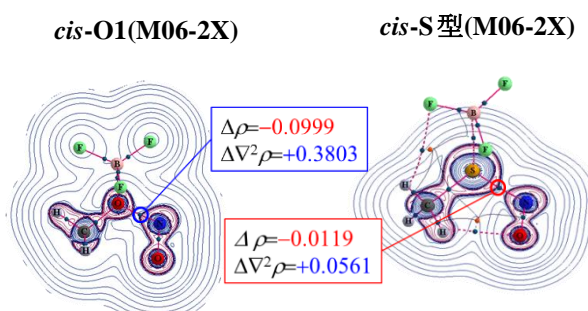 cis-O1(M06-2X)
cis-S型(M06-2X)
Δρ=−0.0999
Δ∇²ρ=+0.3803
Δρ=−0.0119
Δ∇²ρ=+0.0561
F
F
B
F
H
C
H
F
F
B
F
S
H
C
H
H